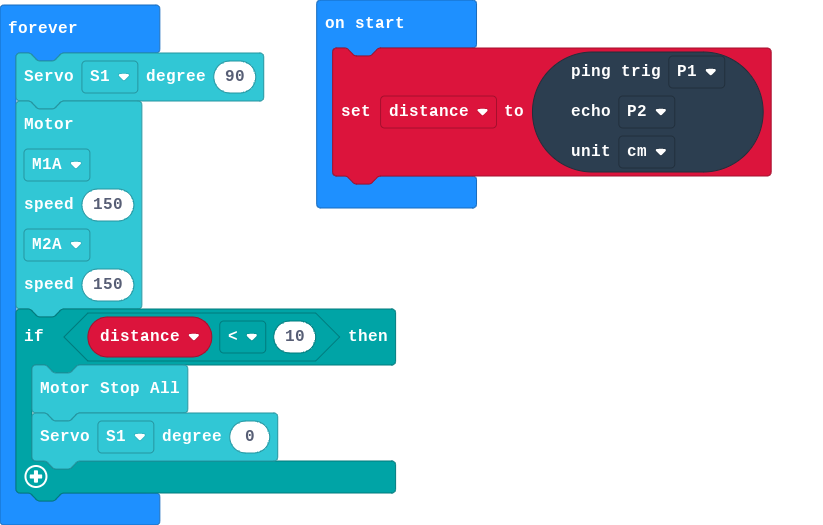 forever
Servo S1 degree 90
Motor
M1A
speed 150
M2A
speed 150
if distance < 10 then
Motor Stop All
Servo S1 degree 0
on start
set distance to
ping trig P1
echo P2
unit cm